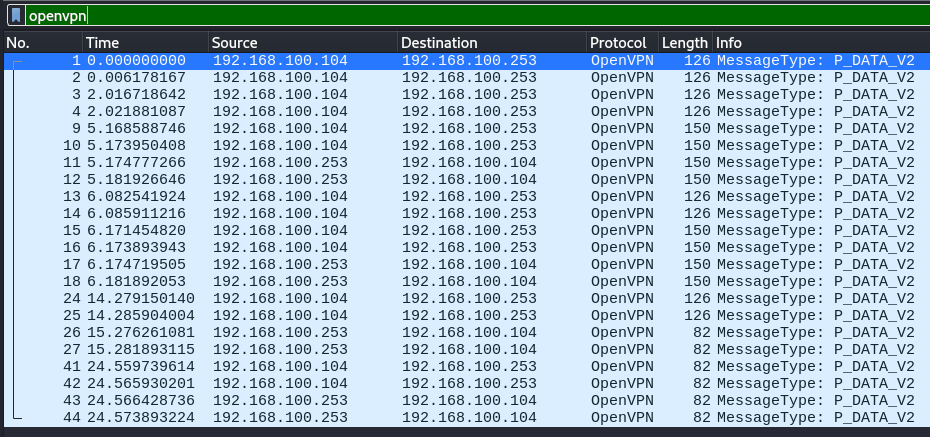 openvpn
No. Time Source Destination Protocol Length Info
1 0.000000000 192.168.100.104 192.168.100.253 OpenVPN 126 MessageType: P_DATA_V2
2 0.006178167 192.168.100.104 192.168.100.253 OpenVPN 126 MessageType: P_DATA_V2
3 2.016718642 192.168.100.104 192.168.100.253 OpenVPN 126 MessageType: P_DATA_V2
4 2.021881087 192.168.100.104 192.168.100.253 OpenVPN 126 MessageType: P_DATA_V2
9 5.168588746 192.168.100.104 192.168.100.253 OpenVPN 150 MessageType: P_DATA_V2
10 5.173950408 192.168.100.104 192.168.100.253 OpenVPN 150 MessageType: P_DATA_V2
11 5.174777266 192.168.100.253 192.168.100.104 OpenVPN 150 MessageType: P_DATA_V2
12 5.181926646 192.168.100.253 192.168.100.104 OpenVPN 150 MessageType: P_DATA_V2
13 6.082541924 192.168.100.104 192.168.100.253 OpenVPN 126 MessageType: P_DATA_V2
14 6.085911216 192.168.100.104 192.168.100.253 OpenVPN 126 MessageType: P_DATA_V2
15 6.171454820 192.168.100.104 192.168.100.253 OpenVPN 150 MessageType: P_DATA_V2
16 6.173893943 192.168.100.104 192.168.100.253 OpenVPN 150 MessageType: P_DATA_V2
17 6.174719505 192.168.100.253 192.168.100.104 OpenVPN 150 MessageType: P_DATA_V2
18 6.181892053 192.168.100.253 192.168.100.104 OpenVPN 150 MessageType: P_DATA_V2
24 14.279150140 192.168.100.104 192.168.100.253 OpenVPN 126 MessageType: P_DATA_V2
25 14.285904004 192.168.100.104 192.168.100.253 OpenVPN 126 MessageType: P_DATA_V2
26 15.276261081 192.168.100.253 192.168.100.104 OpenVPN 82 MessageType: P_DATA_V2
27 15.281893115 192.168.100.253 192.168.100.104 OpenVPN 82 MessageType: P_DATA_V2
41 24.559739614 192.168.100.104 192.168.100.253 OpenVPN 82 MessageType: P_DATA_V2
42 24.565930201 192.168.100.104 192.168.100.253 OpenVPN 82 MessageType: P_DATA_V2
43 24.566428736 192.168.100.253 192.168.100.104 OpenVPN 82 MessageType: P_DATA_V2
44 24.573893224 192.168.100.253 192.168.100.104 OpenVPN 82 MessageType: P_DATA_V2